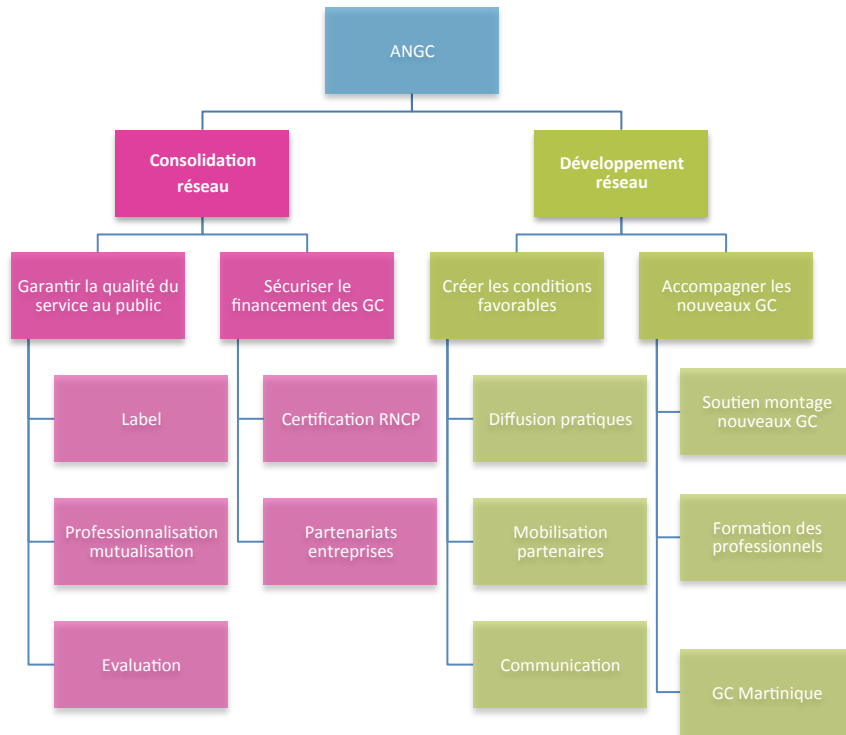 ANGC
Consolidation
réseau
Développement
réseau
Garantir la qualité du
service au public
Sécuriser le
financement des GC
Créer les conditions
favorables
Accompagner les
nouveaux GC
Label
Certification RNCP
Diffusion pratiques
Soutien montage
nouveaux GC
Professionnalisation
mutualisation
Partenariats
entreprises
Mobilisation
partenaires
Formation des
professionnels
Evaluation
Communication
GC Martinique